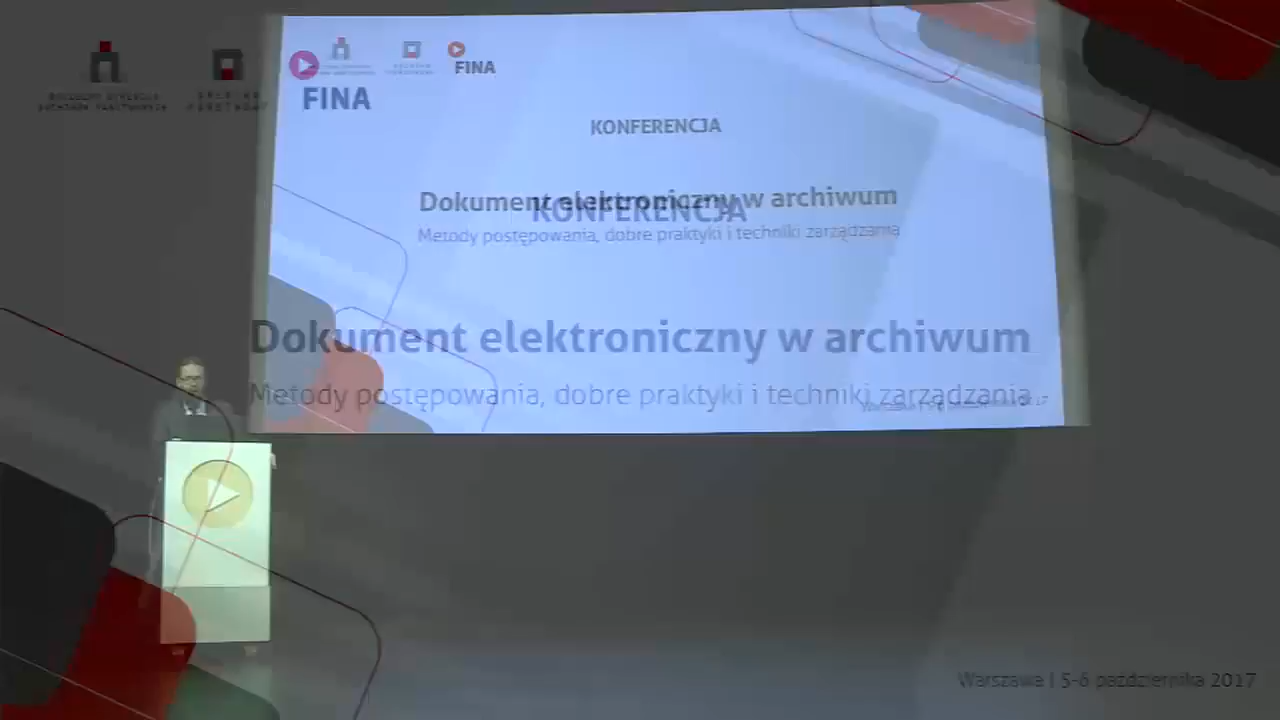 FINA
FINA
KONFERENCJA
Dokument elektroniczny w archiwum
KONFERENCJA
Metody postępowania, dobre praktyki i techniki zarządzania
Dokument elektroniczny w archiwum
Metody postępowania, dobre praktyki i techniki zarządzania
Warszawa | 5-6 października 2017